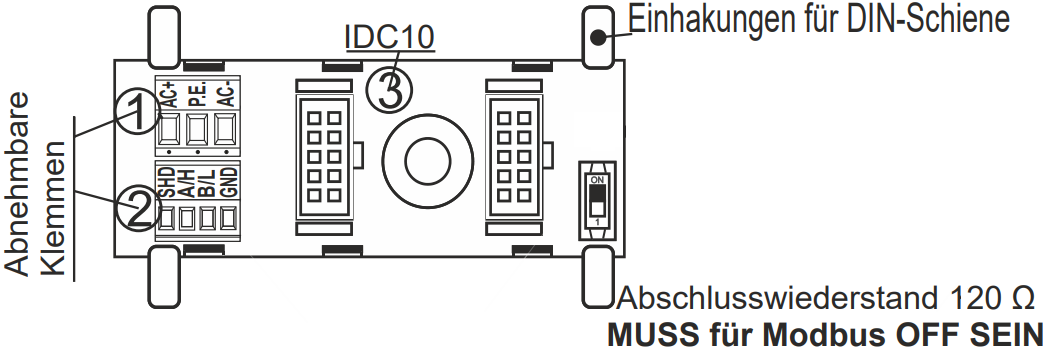 IDC10
Einhakungen für DIN-Schiene
3
Abnehmbare
Klemmen
1
AC+
P.E.
AC-
2
SHD
A/H
B/L
GND
ON
1
Abschlusswiederstand 120 Ω
MUSS für Modbus OFF SEIN